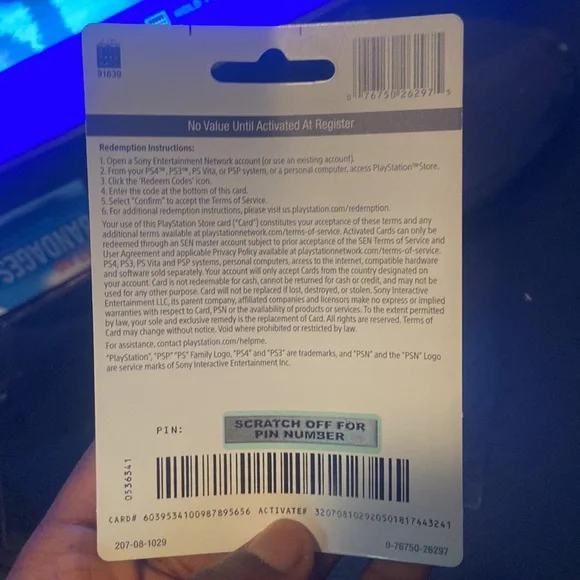 91839
0 76750 26297 5
No Value Until Activated At Register
Redemption Instructions:
1. Open a Sony Entertainment Network account (or use an existing account).
2. From your PS4™, PS3™, PS Vita, or PSP system, or a personal computer, access PlayStation™Store.
3. Click the 'Redeem Codes' icon.
4. Enter the code at the bottom of this card.
5. Select "Confirm" to accept the Terms of Service.
6. For additional redemption instructions, please visit us.playstation.com/redemption.
Your use of this PlayStation Store card ("Card") constitutes your acceptance of these terms and any
additional terms available at playstationnetwork.com/terms-of-service. Activated Cards can only be
redeemed through an SEN master account subject to prior acceptance of the SEN Terms of Service and
User Agreement and applicable Privacy Policy available at playstationnetwork.com/terms-of-service.
PS4, PS3, PS Vita and PSP systems, personal computers, access to the internet, compatible hardware
and software sold separately. Your account will only accept Cards from the country designated on
your account. Card is not redeemable for cash, cannot be returned for cash or credit, and may not be
used for any other purpose. Card will not be replaced if lost, destroyed, or stolen. Sony Interactive
Entertainment LLC, its parent company, affiliated companies and licensors make no express or implied
warranties with respect to Card, PSN or the availability of products or services. To the extent permitted
by law, your sole and exclusive remedy is the replacement of Card. All rights are reserved. Terms of
Card may change without notice. Void where prohibited or restricted by law.
For assistance, contact playstation.com/helpme.
"PlayStation", "PSP" "PS" Family Logo, "PS4" and "PS3" are trademarks, and "PSN" and the "PSN" Logo
are service marks of Sony Interactive Entertainment Inc.
PIN:
SCRATCH OFF FOR
PIN NUMBER
0536341
CARD# 6039534100987895656 ACTIVATE# 320708102920501817443241
207-08-1029
0-76750-26297
BANDAGES